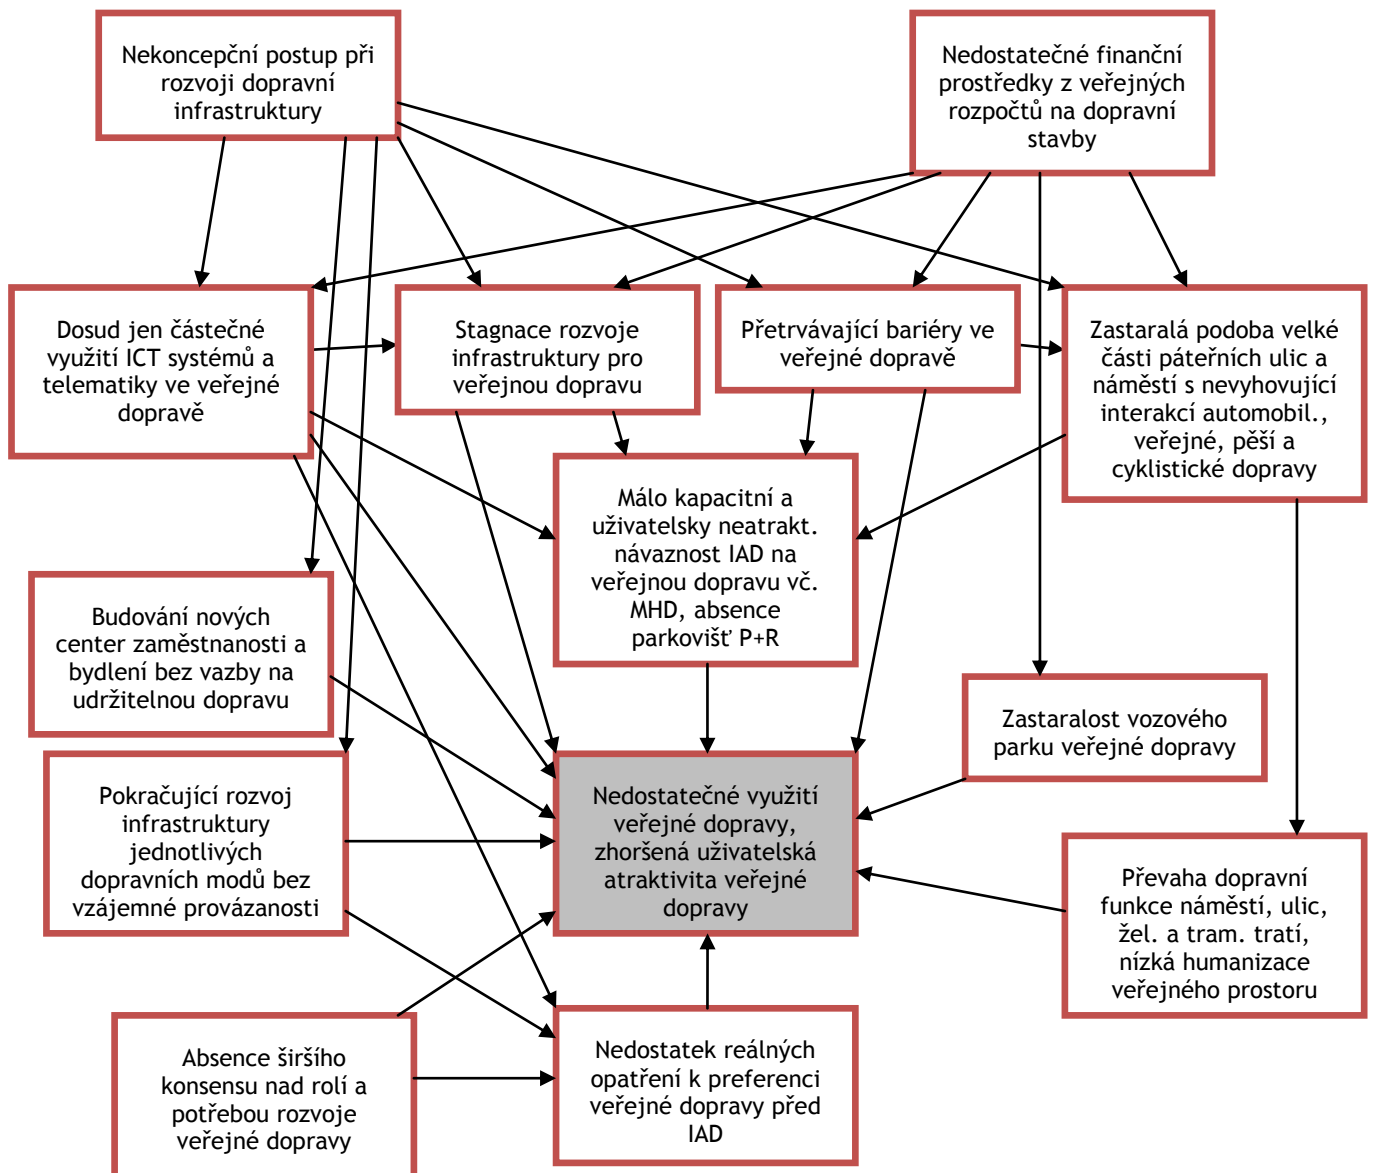 Nekoncepční postup při
rozvoji dopravní
infrastruktury
Nedostatečné finanční
prostředky z veřejných
rozpočtů na dopravní
stavby
Dosud jen částečné
využití ICT systémů a
telematiky ve veřejné
dopravě
Stagnace rozvoje
infrastruktury pro
veřejnou dopravu
Přetrvávající bariéry ve
veřejné dopravě
Zastaralá podoba velké
části páteřních ulic a
náměstí s nevyhovující
interakcí automobil.,
veřejné, pěší a
cyklistické dopravy
Málo kapacitní a
uživatelsky neatrakt.
návaznost IAD na
veřejnou dopravu vč.
MHD, absence
parkovišť P+R
Budování nových
center zaměstnanosti a
bydlení bez vazby na
udržitelnou dopravu
Zastaralost vozového
parku veřejné dopravy
Pokračující rozvoj
infrastruktury
jednotlivých
dopravních modů bez
vzájemné provázanosti
Nedostatečné využití
veřejné dopravy,
zhoršená uživatelská
atraktivita veřejné
dopravy
Převaha dopravní
funkce náměstí, ulic,
žel. a tram. tratí,
nízká humanizace
veřejného prostoru
Absence širšího
konsensu nad rolí a
potřebou rozvoje
veřejné dopravy
Nedostatek reálných
opatření k preferenci
veřejné dopravy před
IAD